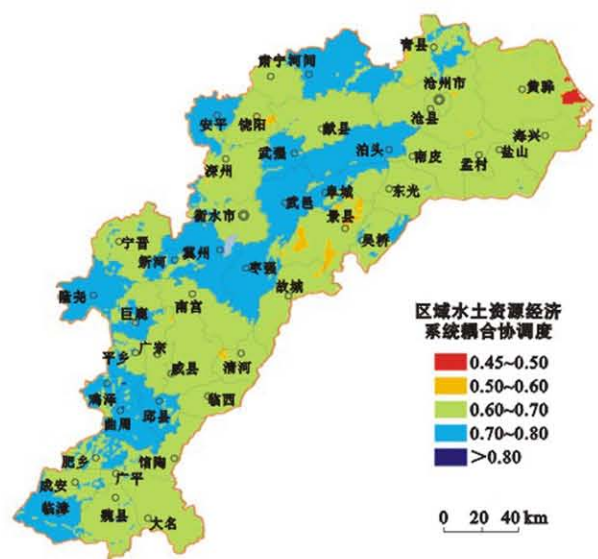 青县
肃宁 河间
沧州市
黄骅
沧县
安平 饶阳
献县
海兴
武强
泊头
南皮
孟村
盐山
深州
武邑
阜城
东光
衡水市
景县
吴桥
宁晋
新河
冀州
枣强
隆尧
故城
南宫
巨鹿
平乡
广宗
威县
清河
鸡泽
临西
曲周
邱县
肥乡
馆陶
成安
广平
临漳
魏县
大名
区域水土资源经济
系统耦合协调度
0.45~0.50
0.50~0.60
0.60~0.70
0.70~0.80
>0.80
0 20 40 km